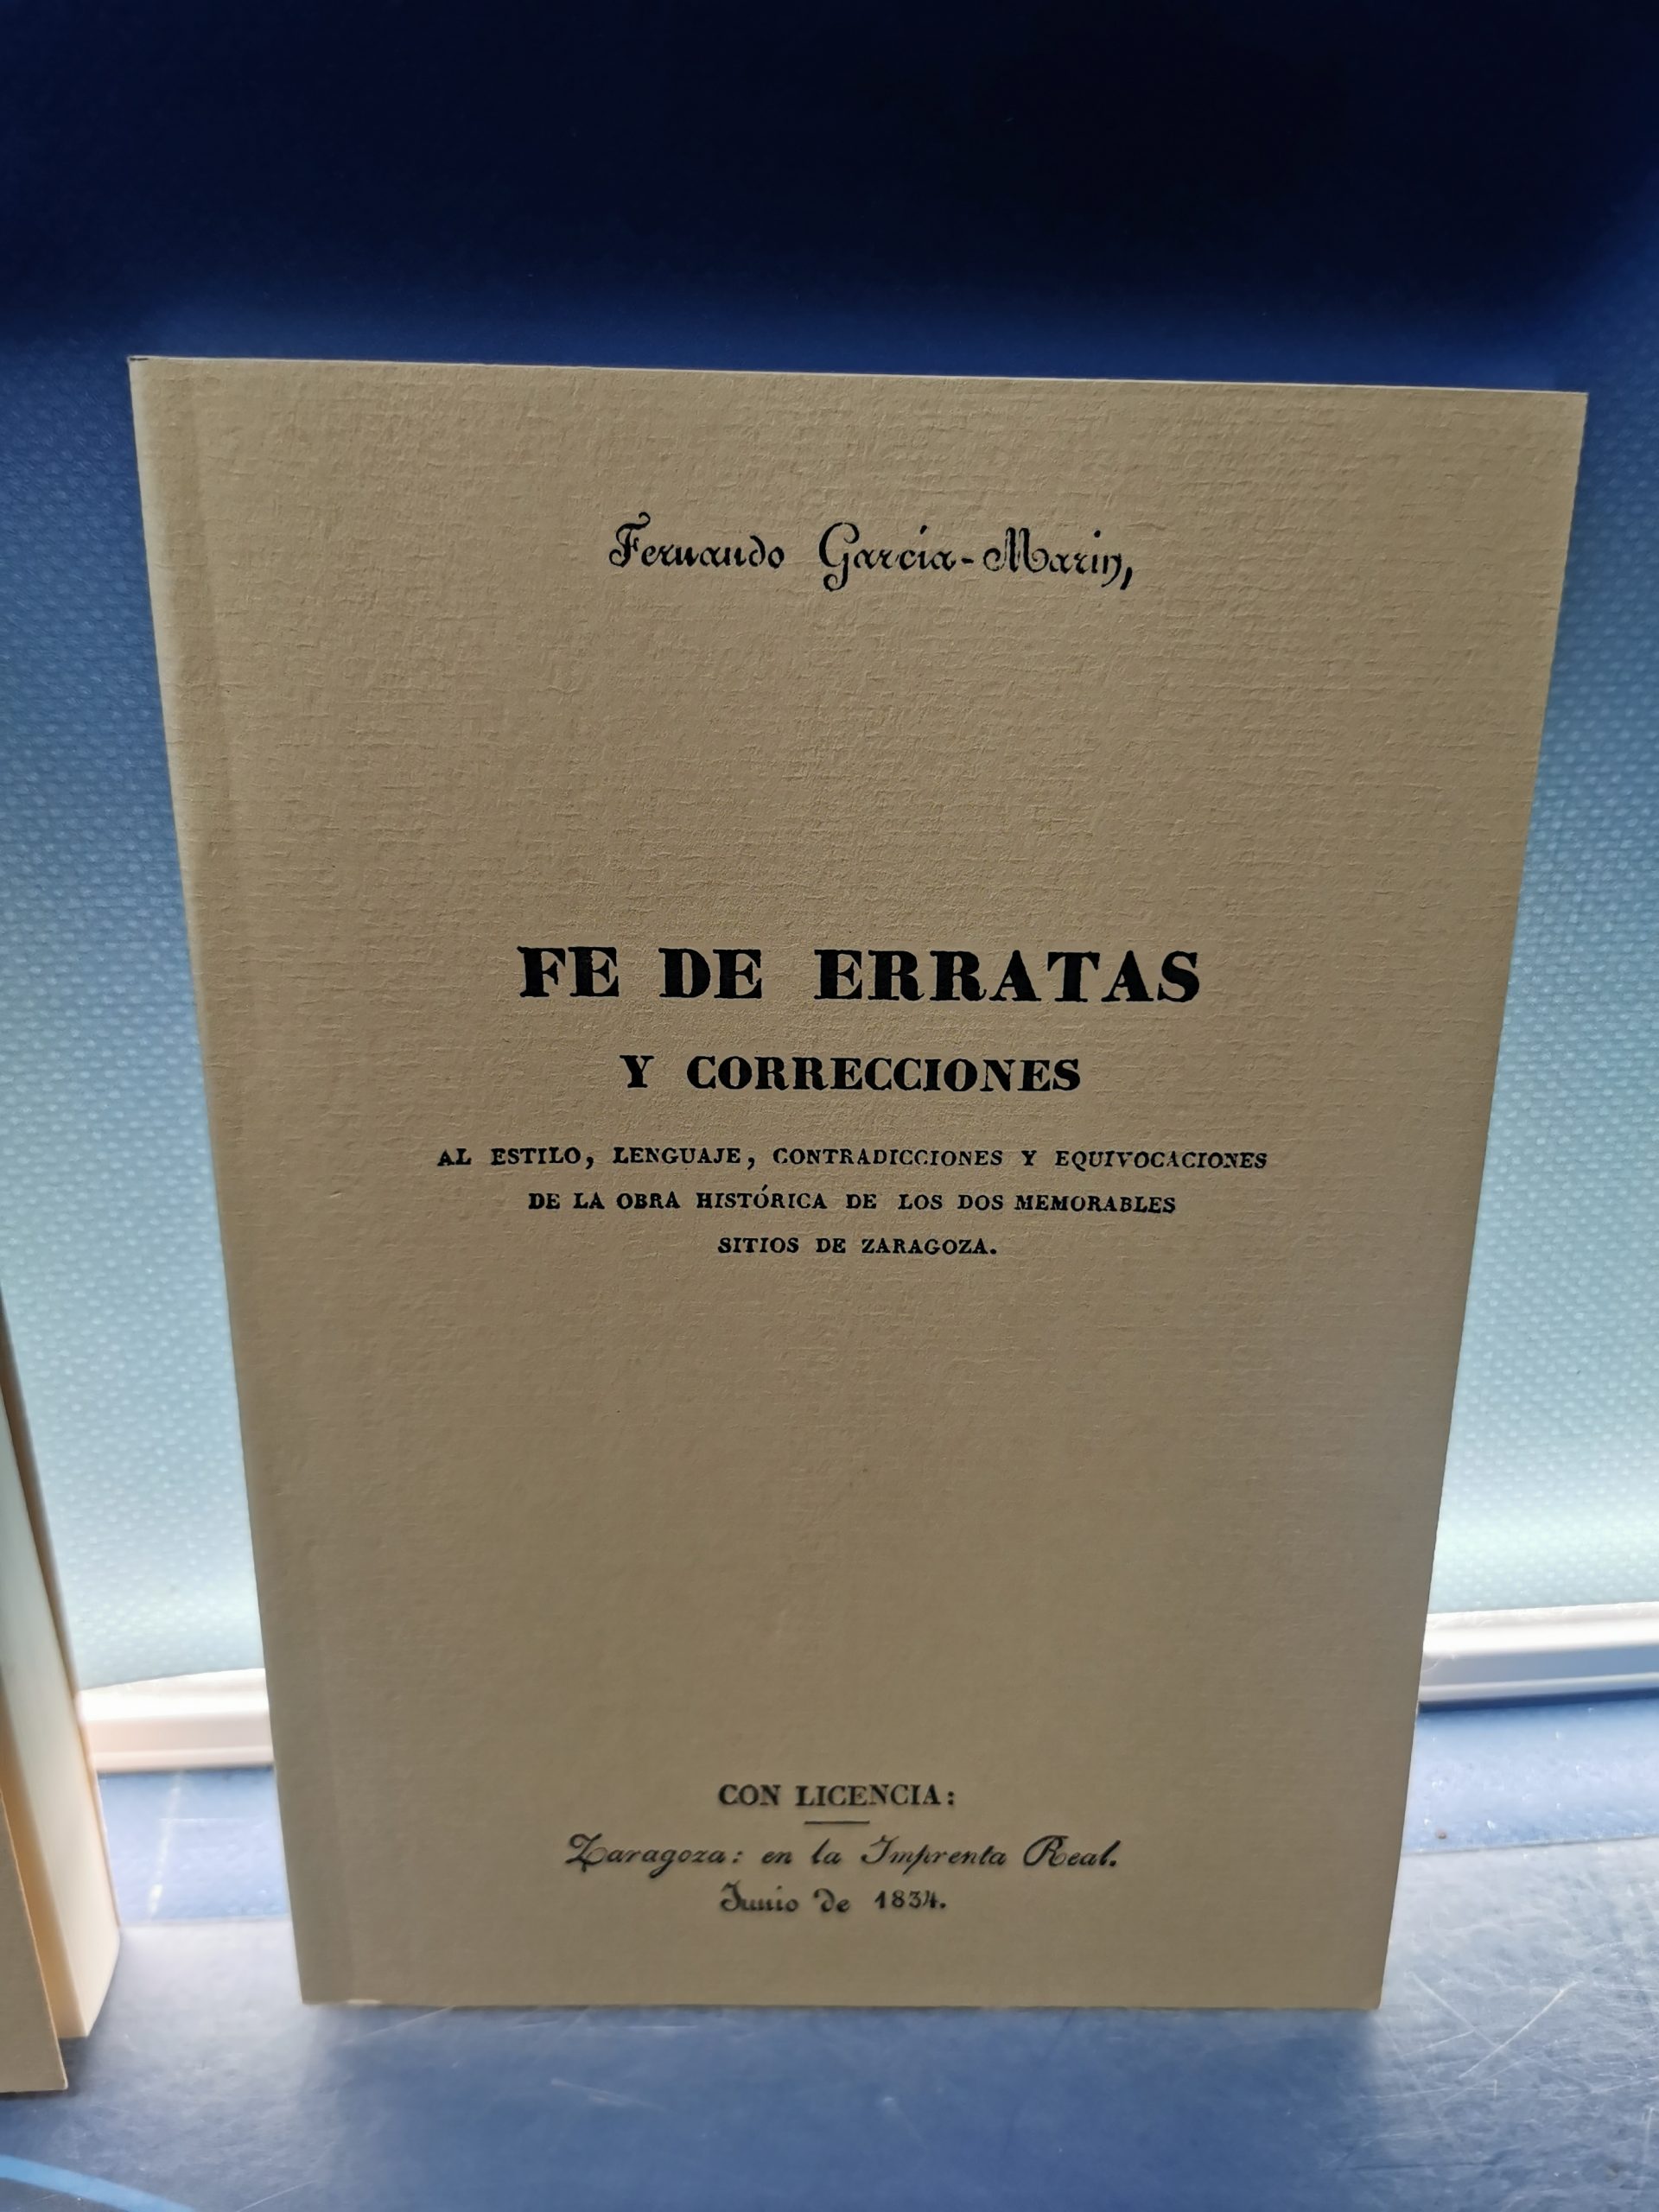 Fernando García-Marin,
FE DE ERRATAS
Y CORRECCIONES
AL ESTILO, LENGUAJE, CONTRADICCIONES Y EQUIVOCACIONES
DE LA OBRA HISTÓRICA DE LOS DOS MEMORABLES
SITIOS DE ZARAGOZA.
CON LICENCIA:
Zaragoza: en la Imprenta Real.
Junio de 1834.